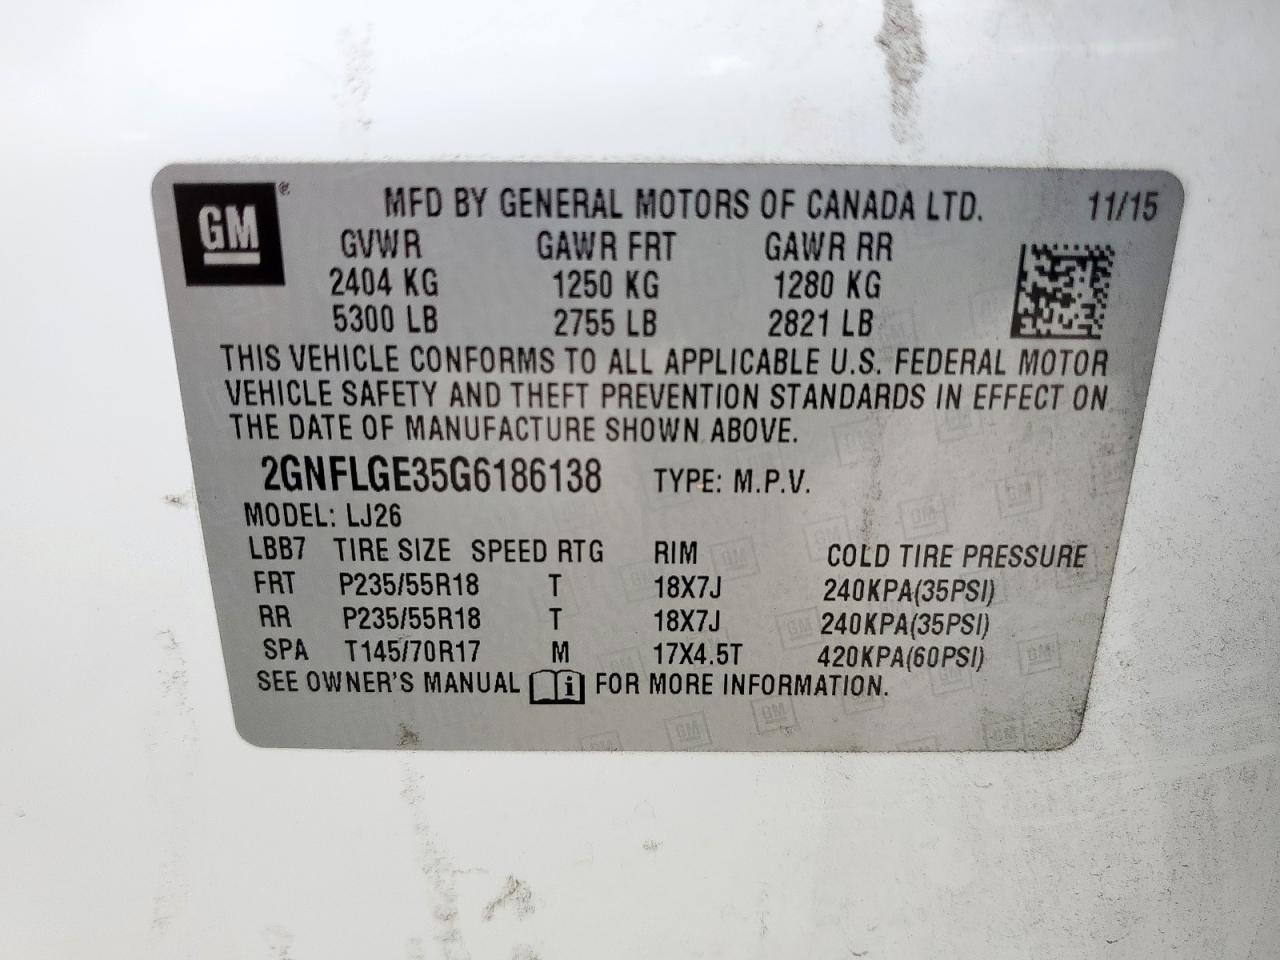 GM ® MFD BY GENERAL MOTORS OF CANADA LTD. 11/15
GVWR GAWR FRT GAWR RR
2404 KG 1250 KG 1280 KG
5300 LB 2755 LB 2821 LB
THIS VEHICLE CONFORMS TO ALL APPLICABLE U.S. FEDERAL MOTOR
VEHICLE SAFETY AND THEFT PREVENTION STANDARDS IN EFFECT ON
THE DATE OF MANUFACTURE SHOWN ABOVE.
2GNFLGE35G6186138 TYPE: M.P.V.
MODEL: LJ26
LBB7 TIRE SIZE SPEED RTG RIM COLD TIRE PRESSURE
FRT P235/55R18 T 18X7J 240KPA(35PSI)
RR P235/55R18 T 18X7J 240KPA(35PSI)
SPA T145/70R17 M 17X4.5T 420KPA(60PSI)
SEE OWNER'S MANUAL i FOR MORE INFORMATION.